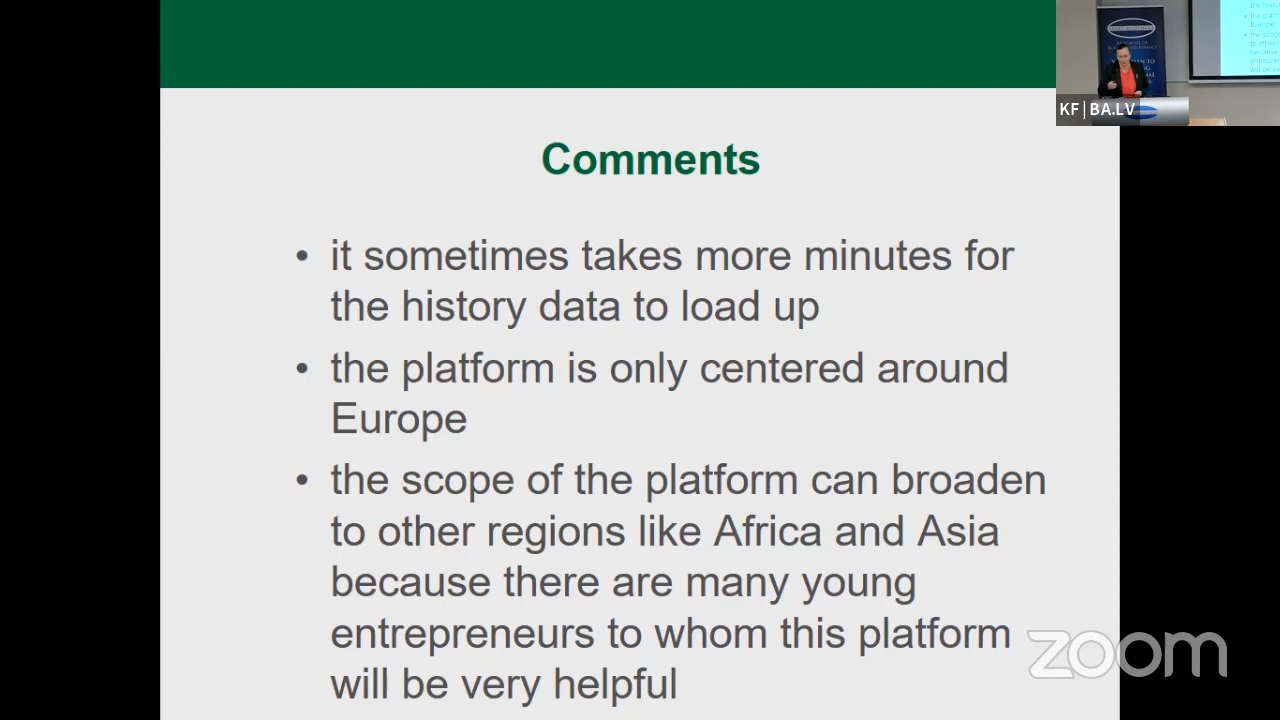 Comments
• it sometimes takes more minutes for
the history data to load up
• the platform is only centered around
Europe
• the scope of the platform can broaden
to other regions like Africa and Asia
because there are many young
entrepreneurs to whom this platform
will be very helpful
KF|BA.LV
zoom